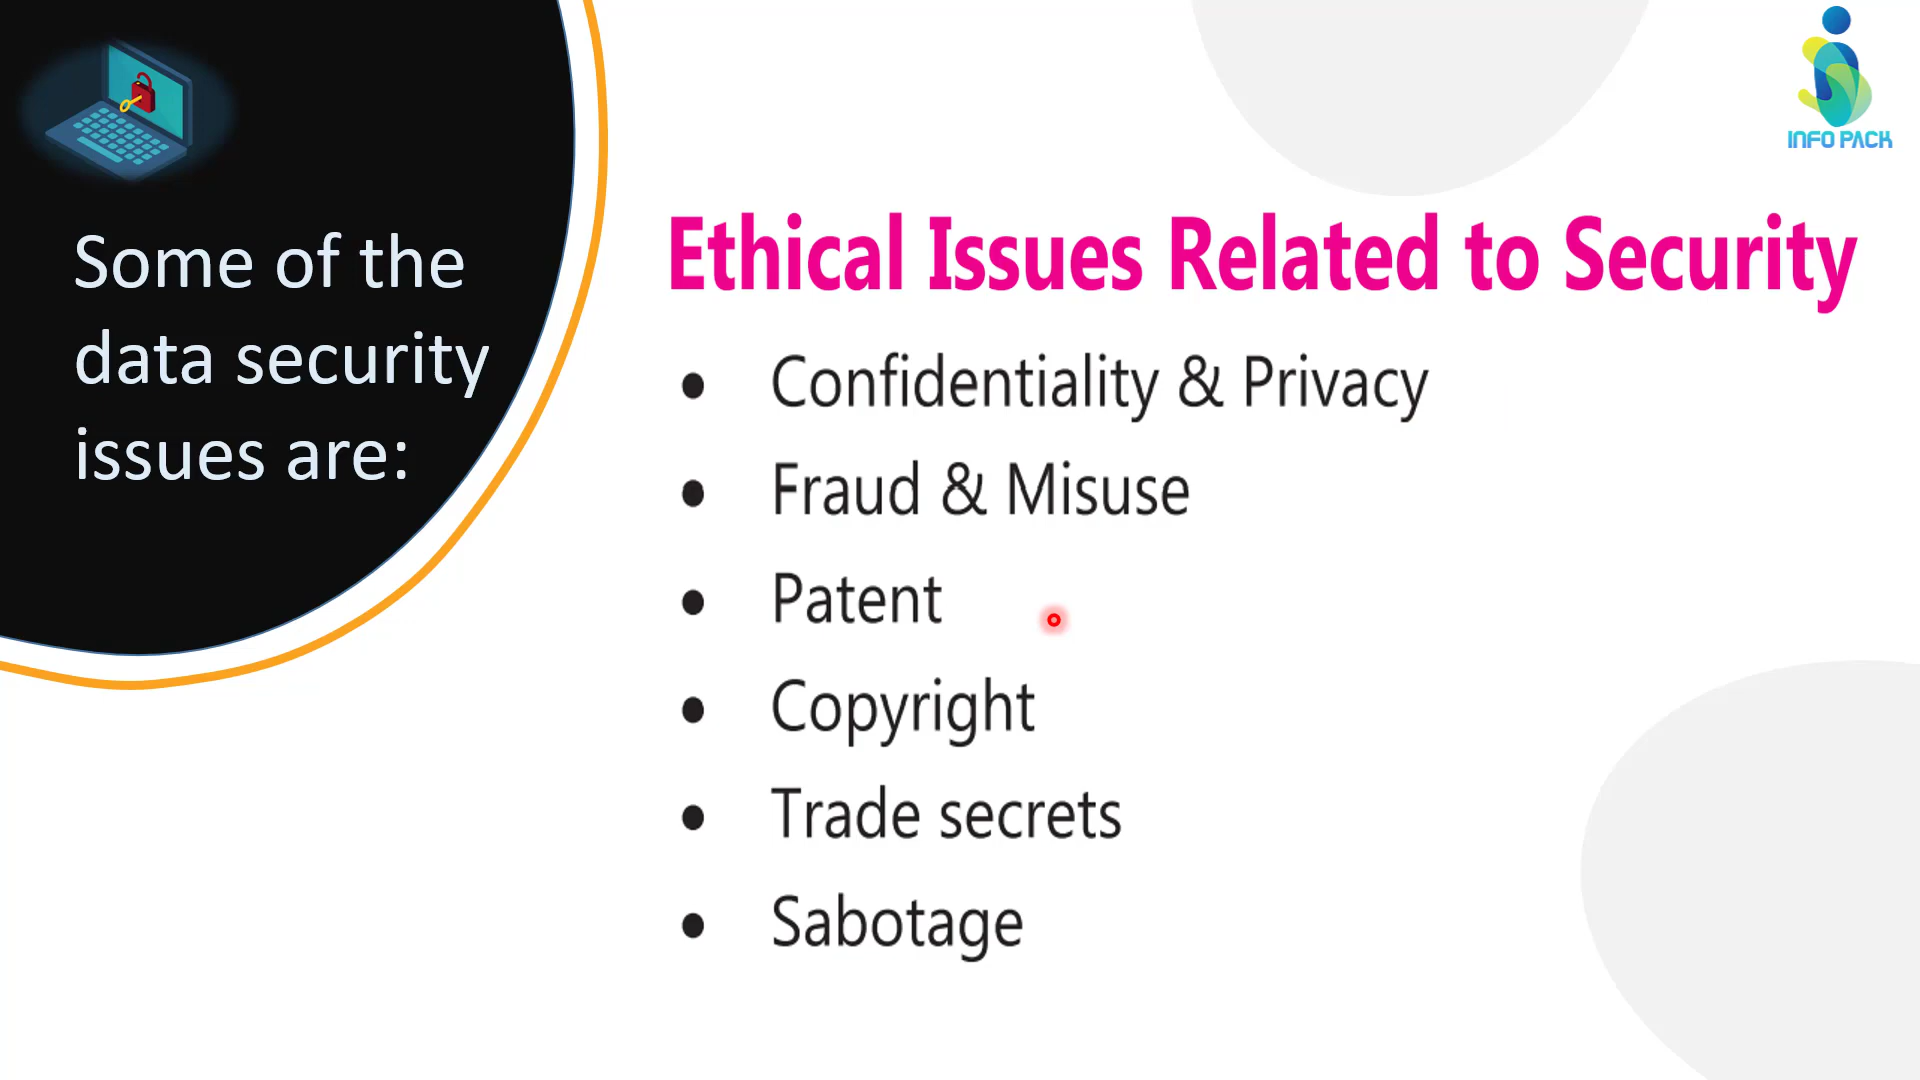 Some of the
data security
issues are:
INFO PACK
Ethical Issues Related to Security
• Confidentiality & Privacy
• Fraud & Misuse
• Patent
• Copyright
• Trade secrets
• Sabotage